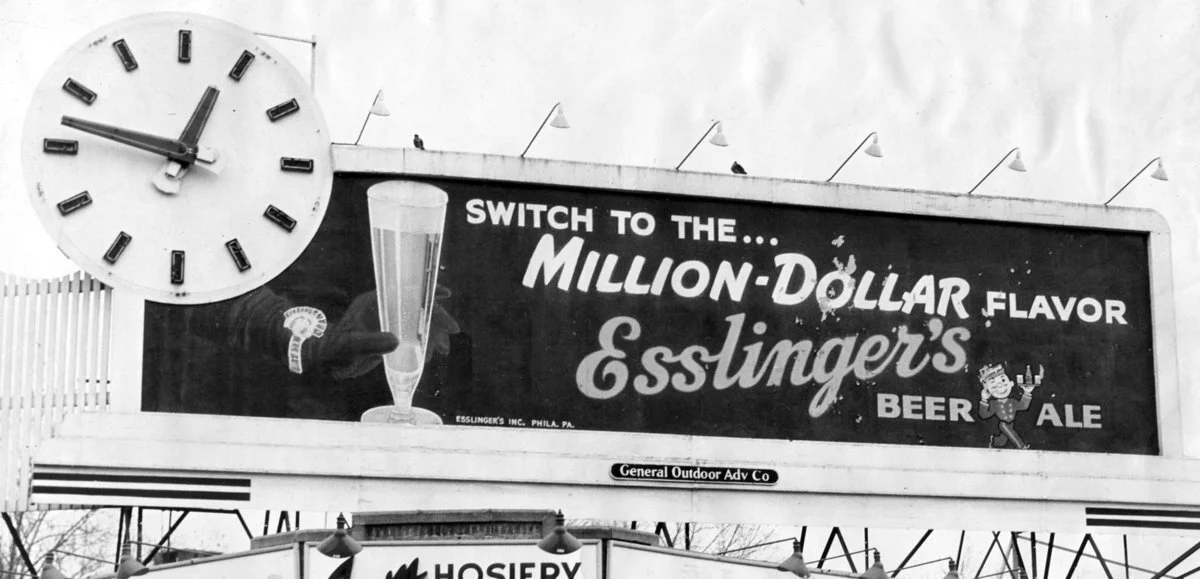 SWITCH TO THE...
MILLION-DOLLAR FLAVOR
Esslinger's
BEER ALE
ESSLINGER'S INC. PHILA. PA.
General Outdoor Adv Co
HOSIERY